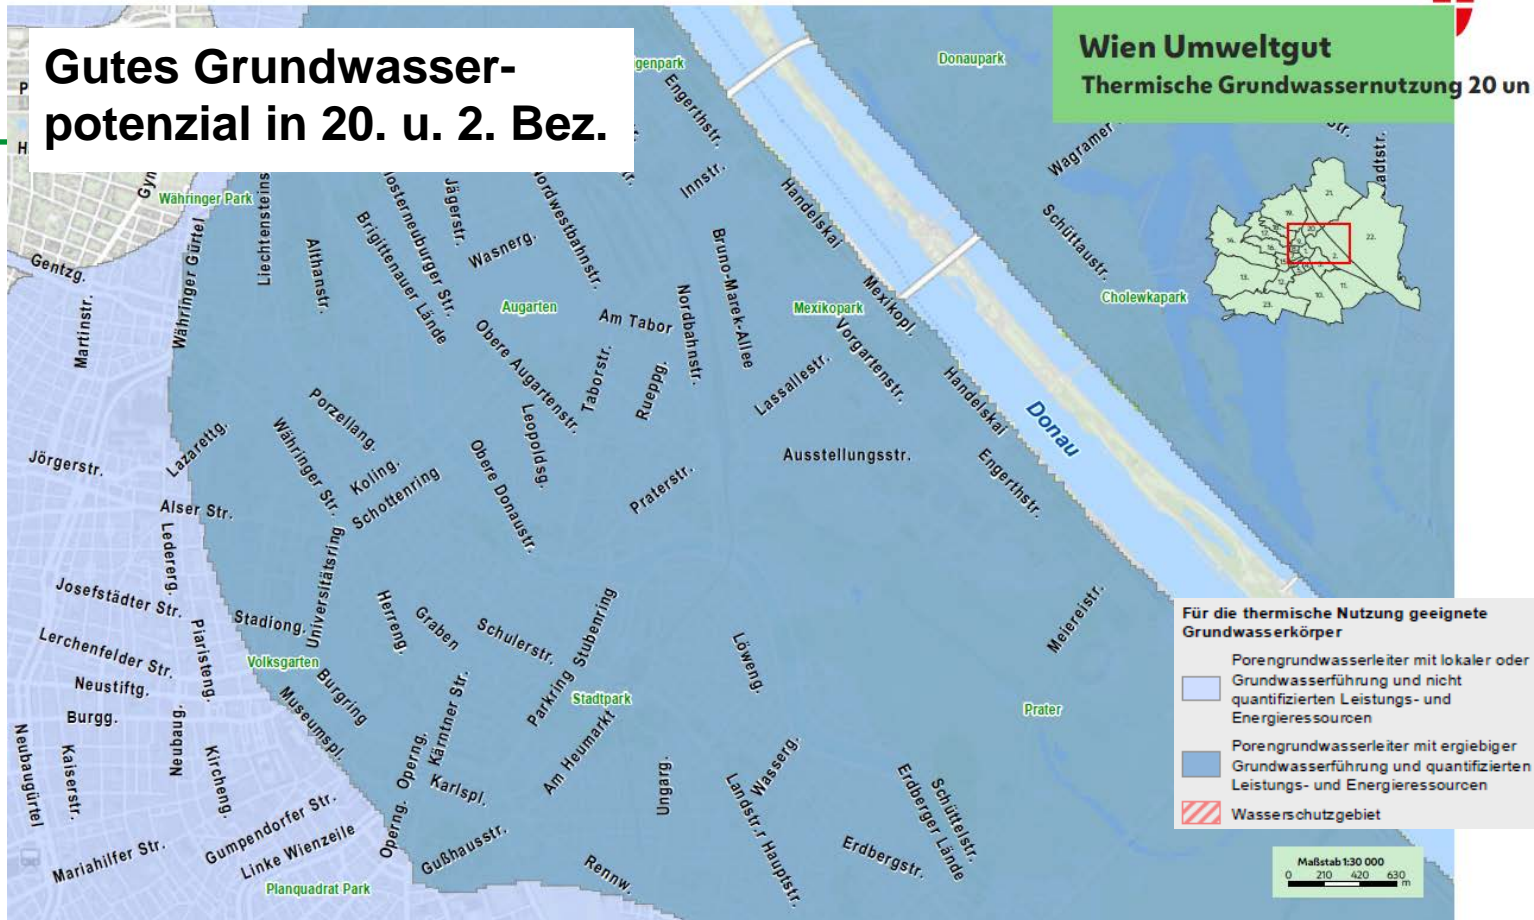 Gutes Grundwasser-
potenzial in 20. u. 2. Bez.
Wien Umweltgut
Thermische Grundwassernutzung 20 un
Donaupark
Engerthstr.
Innstr.
Handelskai
Wagramer
Schüttaustr.
Cholewkapark
Währinger Park
Gentzg.
Martinstr.
Währinger Gürtel
Althanstr.
Brigittenauer Lände
Jägerstr.
Wasnerg.
Augarten
Am Tabor
Nordbahnstr.
Bruno-Marek-Allee
Mexikopark
Mexikopl.
Vorgartenstr.
Handelskai
Donau
Lassallestr.
Obere Augartenstr.
Taborstr.
Rueppg.
Leopoldsg.
Porzellang.
Währinger Str.
Koling.
Schottenring
Obere Donaustr.
Praterstr.
Ausstellungsstr.
Engerthstr.
Jörgerstr.
Lazarettg.
Alser Str.
Ledererg.
Universitätsring
Josefstädter Str.
Stadiong.
Volksgarten
Lerchenfelder Str.
Piaristeng.
Neustiftg.
Burgg.
Herreng.
Graben
Schulerstr.
Parkring Stubenring
Stadtpark
Löweng.
Meiereistr.
Prater
Burgring
Museumspl.
Neubaugürtel
Kaiserstr.
Neubaug.
Kircheng.
Operng.
Kärntner Str.
Karlspl.
Am Heumarkt
Ungarg.
Wasserg.
Landstr.r Hauptstr.
Erdberger Lände
Schüttelstr.
Erdbergstr.
Mariahilfer Str.
Gumpendorfer Str.
Linke Wienzeile
Planquadrat Park
Operng.
Gußhausstr.
Rennw.
Für die thermische Nutzung geeignete
Grundwasserkörper
Porengrundwasserleiter mit lokaler oder
Grundwasserführung und nicht
quantifizierten Leistungs- und
Energieressourcen
Porengrundwasserleiter mit ergiebiger
Grundwasserführung und quantifizierten
Leistungs- und Energieressourcen
Wasserschutzgebiet
Maßstab 1:30 000
0 210 420 630
m